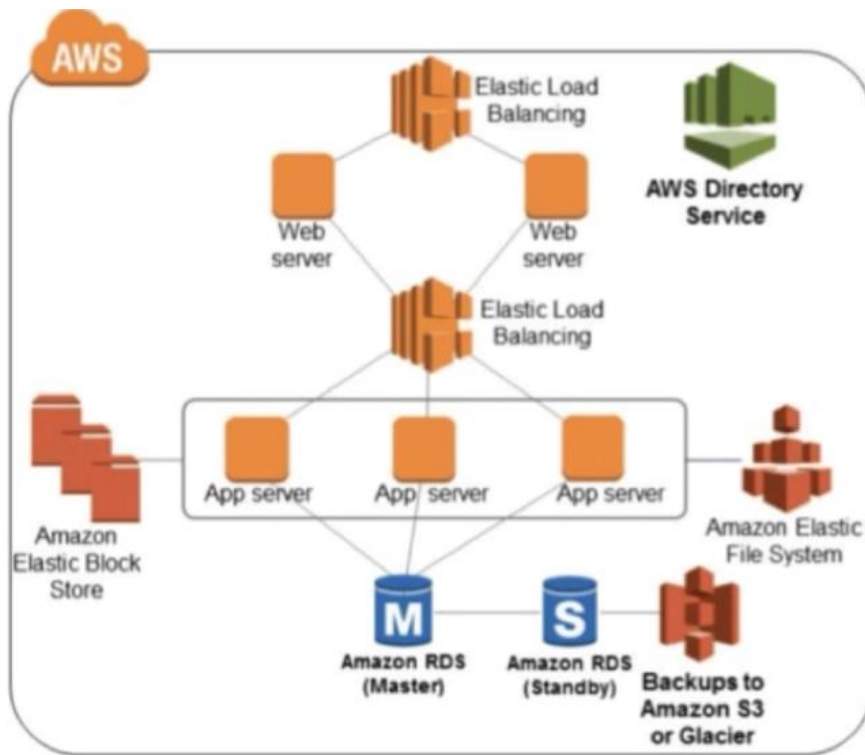 AWS
Elastic Load
Balancing
AWS Directory
Service
Web
server
Web
server
Elastic Load
Balancing
App server
App server
App server
Amazon
Elastic Block
Store
Amazon Elastic
File System
M
S
Amazon RDS
(Master)
Amazon RDS
(Standby)
Backups to
Amazon S3
or Glacier